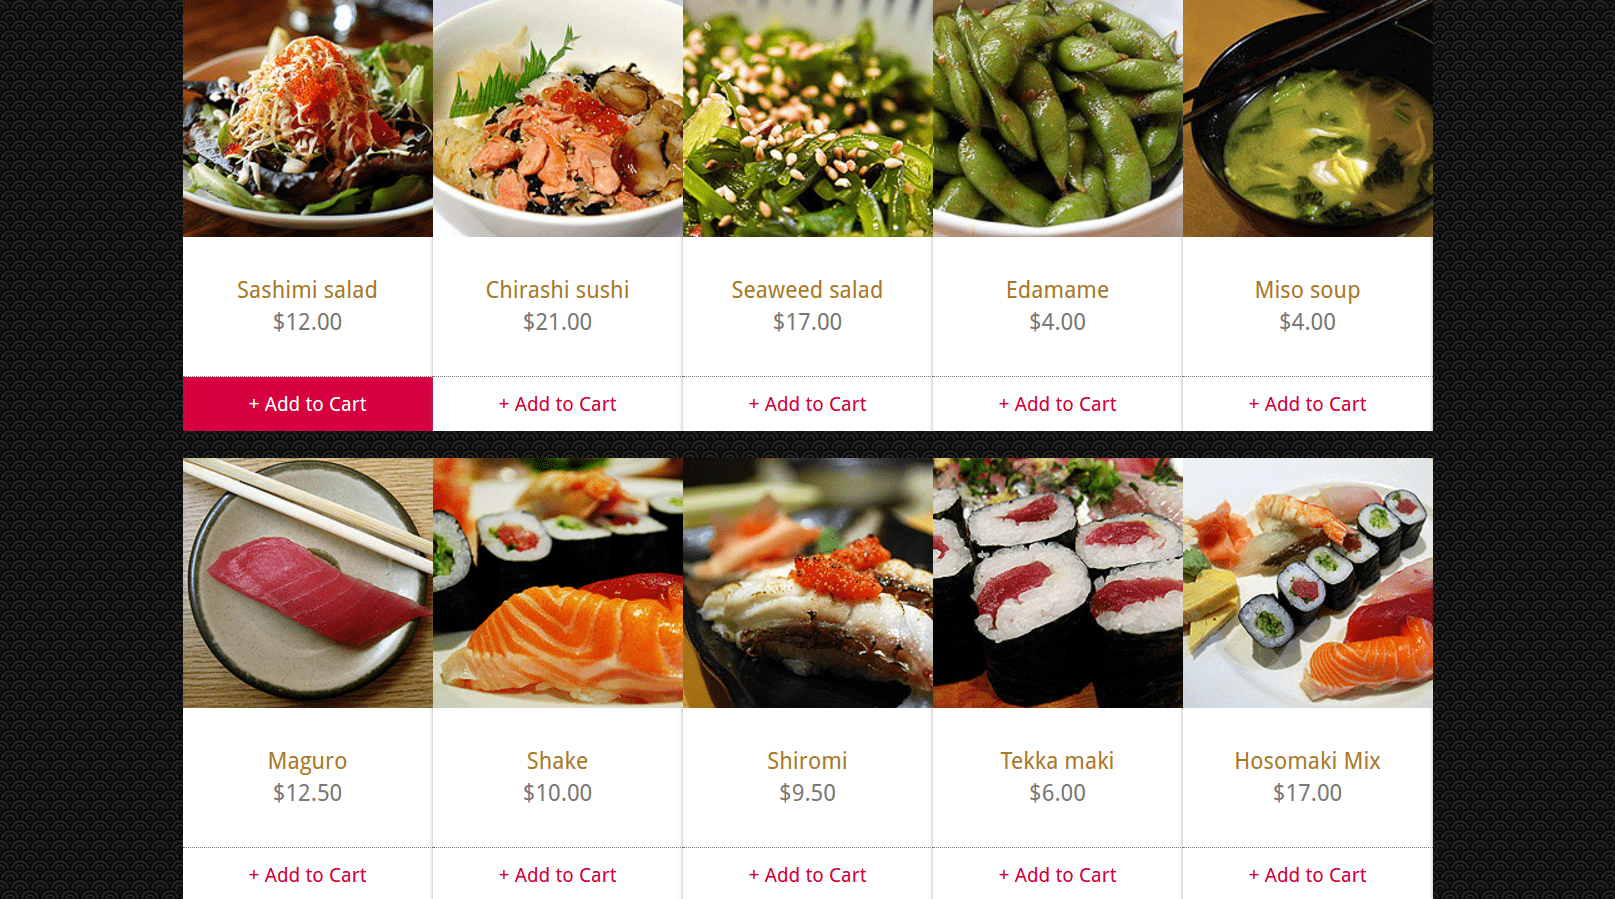 Sashimi salad
$12.00
+ Add to Cart
Chirashi sushi
$21.00
+ Add to Cart
Seaweed salad
$17.00
+ Add to Cart
Edamame
$4.00
+ Add to Cart
Miso soup
$4.00
+ Add to Cart
Maguro
$12.50
+ Add to Cart
Shake
$10.00
+ Add to Cart
Shiromi
$9.50
+ Add to Cart
Tekka maki
$6.00
+ Add to Cart
Hosomaki Mix
$17.00
+ Add to Cart